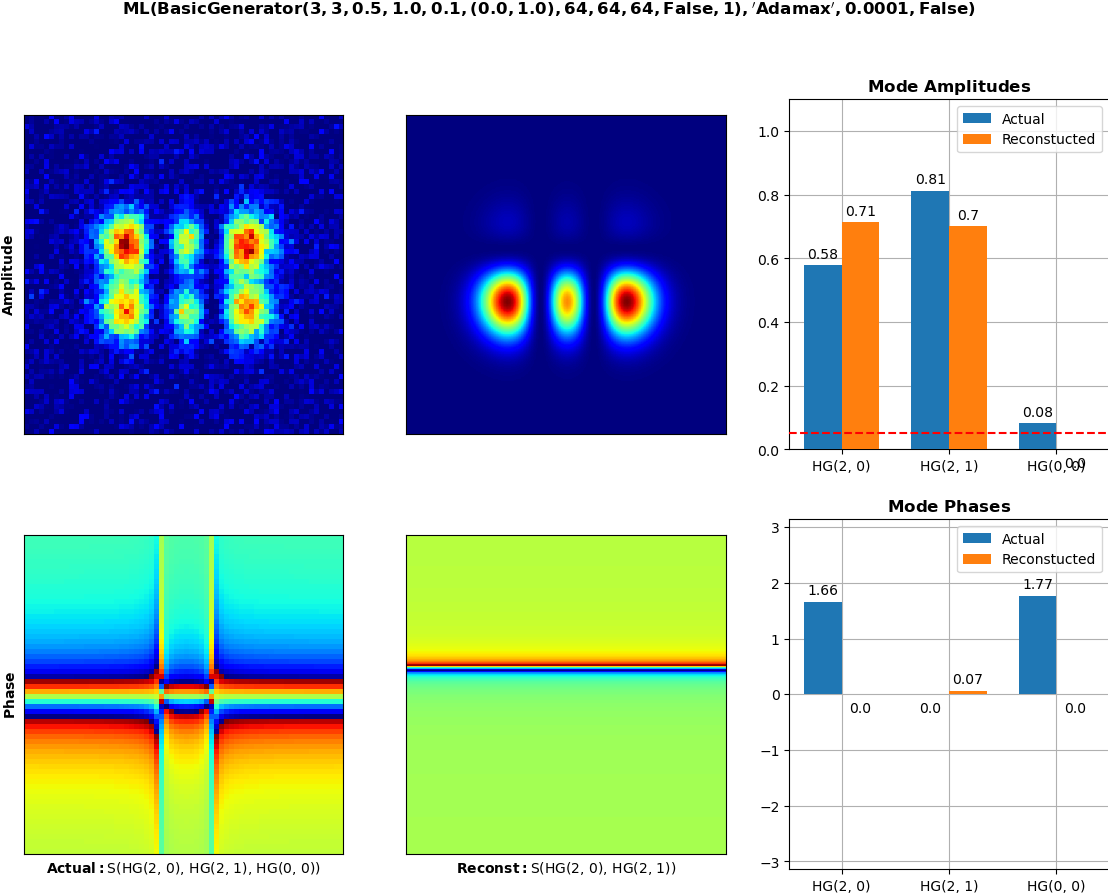 ML(BasicGenerator(3, 3, 0.5, 1.0, 0.1, (0.0, 1.0), 64, 64, 64, False, 1), ′Adamax′, 0.0001, False)
Amplitude
Mode Amplitudes
Actual
Reconstucted
1.0
0.8
0.6
0.4
0.2
0.0
0.58
0.71
0.81
0.7
0.08
0.0
HG(2, 0)
HG(2, 1)
HG(0, 0)
Phase
Actual: S(HG(2, 0), HG(2, 1), HG(0, 0))
Reconst: S(HG(2, 0), HG(2, 1))
Mode Phases
Actual
Reconstucted
3
2
1
0
−1
−2
−3
1.66
0.0
0.0
0.07
1.77
0.0
HG(2, 0)
HG(2, 1)
HG(0, 0)